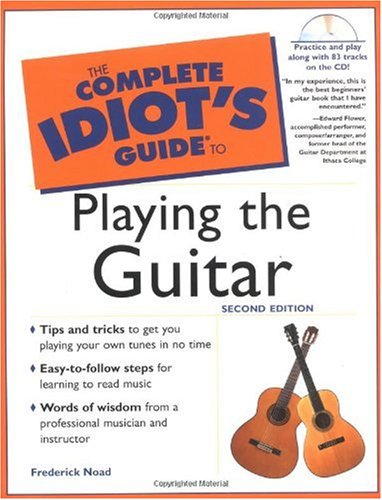 Copyrighted Material
Practice and play
along with 83 tracks
on the CD!
"In my experience, this is
the best beginners'
guitar book that I have
encountered."
—Edward Flower,
accomplished performer,
composer/arranger, and
former head of the
Guitar Department at
Ithaca College
THE
COMPLETE
IDIOT'S
GUIDE® TO
Playing the
Guitar
SECOND EDITION
Tips and tricks to get you
playing your own tunes in no time
Easy-to-follow steps for
learning to read music
Words of wisdom from a
professional musician and
instructor
Frederick Noad
Copyrighted Material